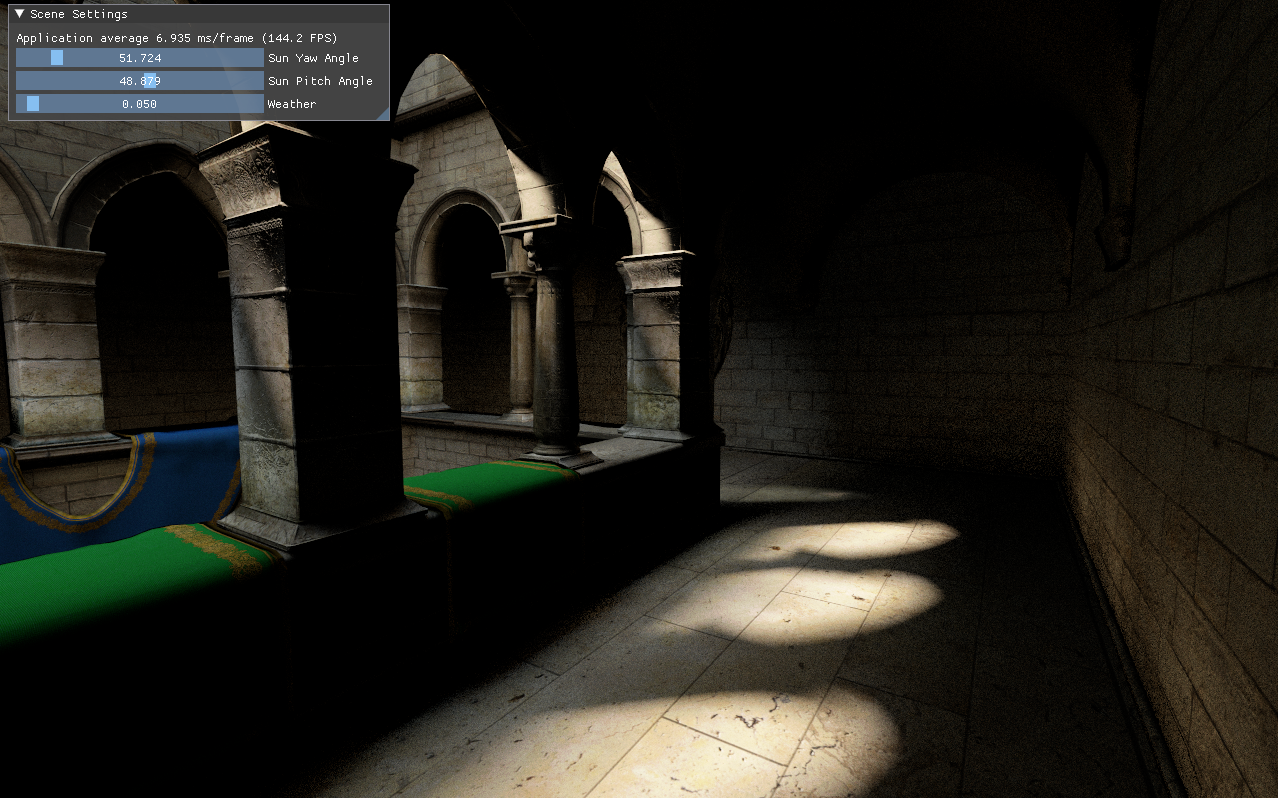 Scene Settings
Application average 6.935 ms/frame (144.2 FPS)
51.724 Sun Yaw Angle
48.879 Sun Pitch Angle
0.050 Weather